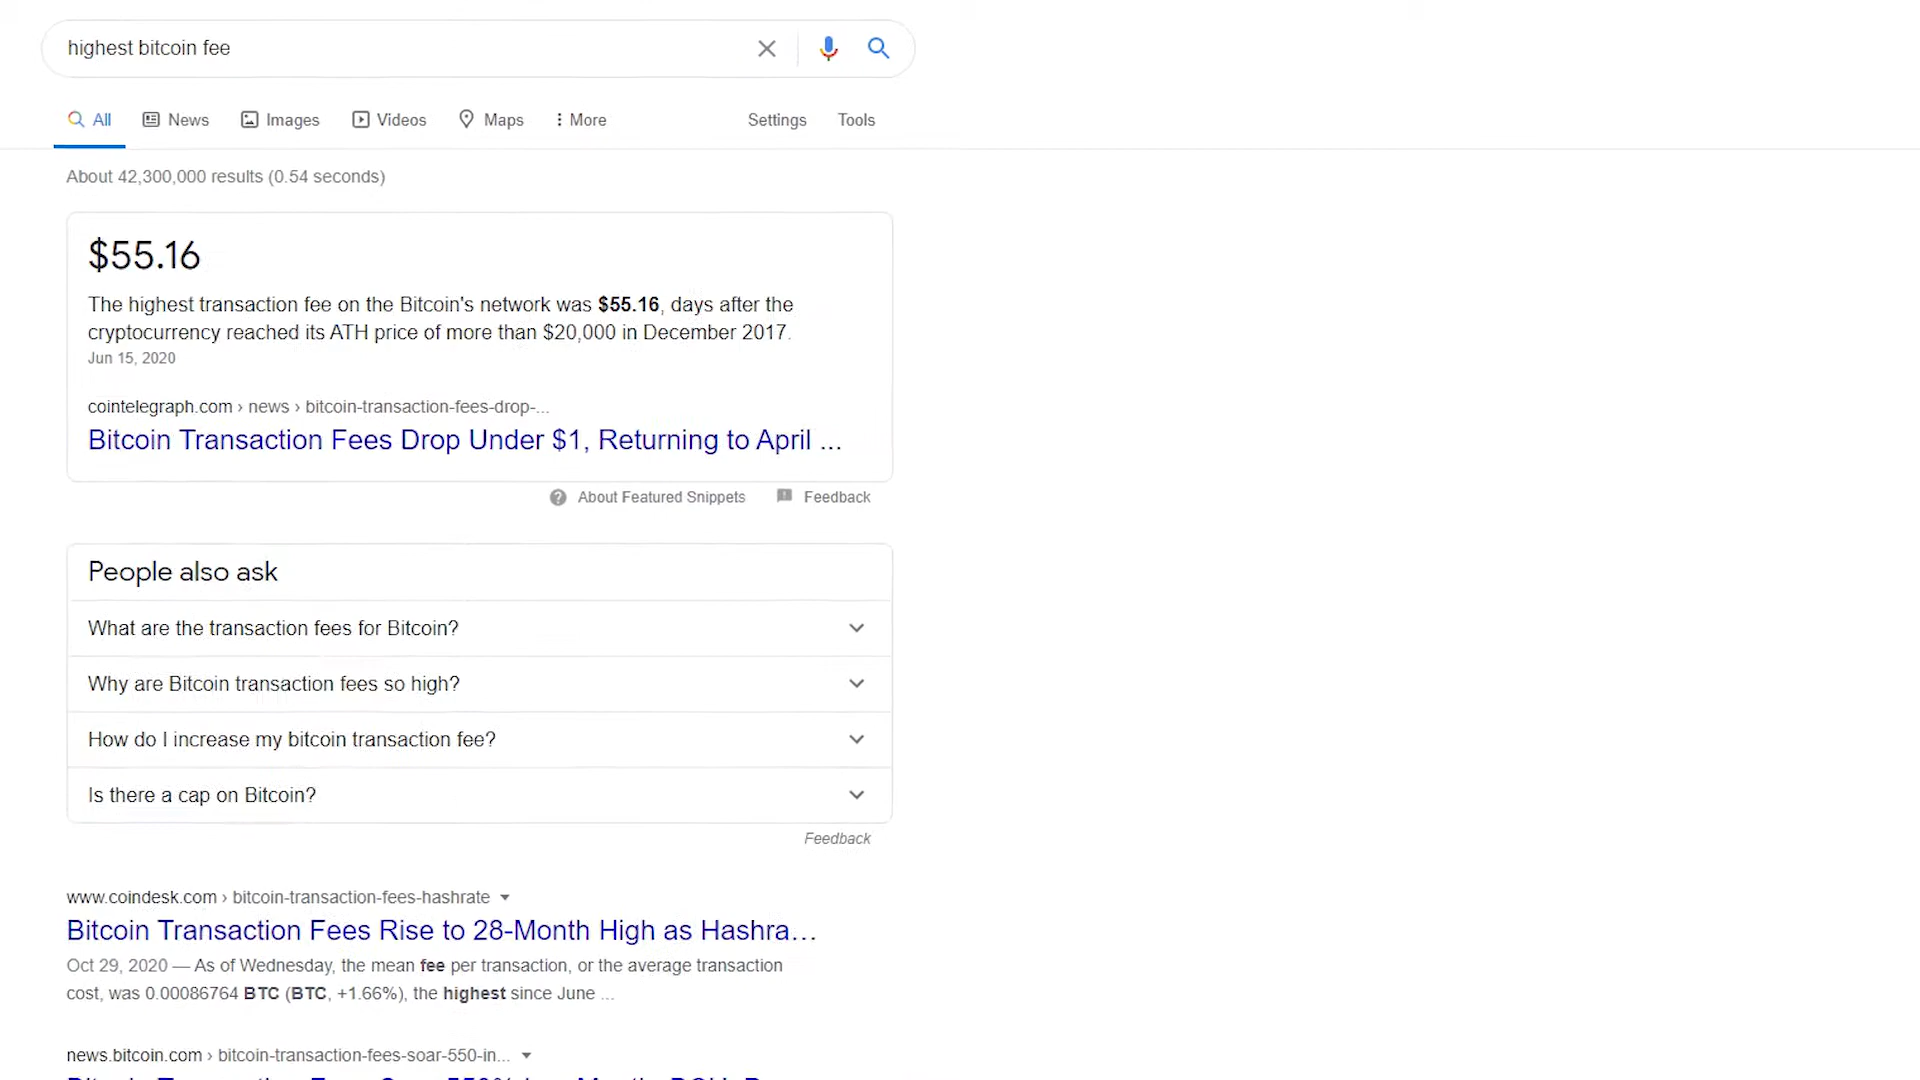 highest bitcoin fee
All News Images Videos Maps More Settings Tools
About 42,300,000 results (0.54 seconds)
$55.16
The highest transaction fee on the Bitcoin's network was $55.16, days after the
cryptocurrency reached its ATH price of more than $20,000 in December 2017.
Jun 15, 2020
cointelegraph.com › news › bitcoin-transaction-fees-drop-...
Bitcoin Transaction Fees Drop Under $1, Returning to April ...
About Featured Snippets Feedback
People also ask
What are the transaction fees for Bitcoin?
Why are Bitcoin transaction fees so high?
How do I increase my bitcoin transaction fee?
Is there a cap on Bitcoin?
Feedback
www.coindesk.com › bitcoin-transaction-fees-hashrate
Bitcoin Transaction Fees Rise to 28-Month High as Hashra...
Oct 29, 2020 — As of Wednesday, the mean fee per transaction, or the average transaction
cost, was 0.00086764 BTC (BTC, +1.66%), the highest since June ...
news.bitcoin.com › bitcoin-transaction-fees-soar-550-in...